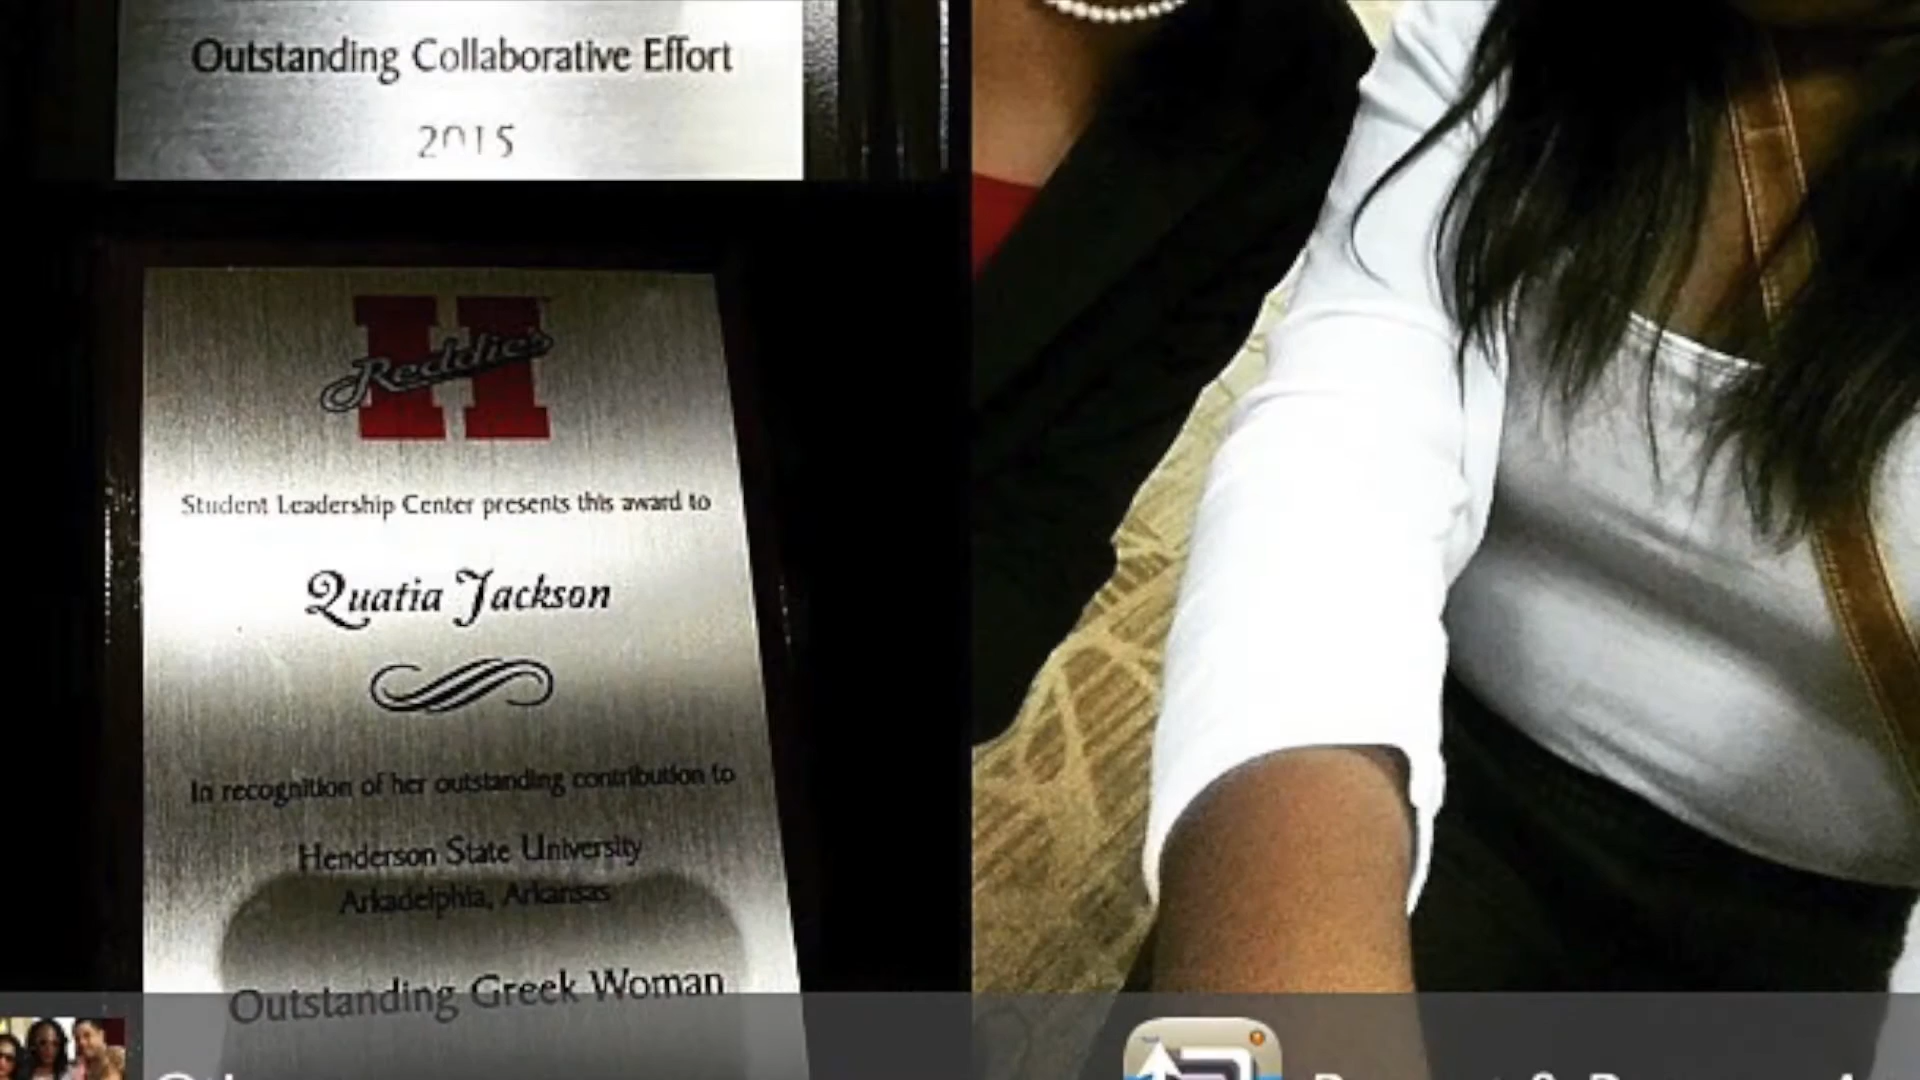 Outstanding Collaborative Effort
2015
H
Reddies
Student Leadership Center presents this award to
Quatia Jackson
In recognition of her outstanding contribution to
Henderson State University
Arkadelphia, Arkansas
Outstanding Greek Woman